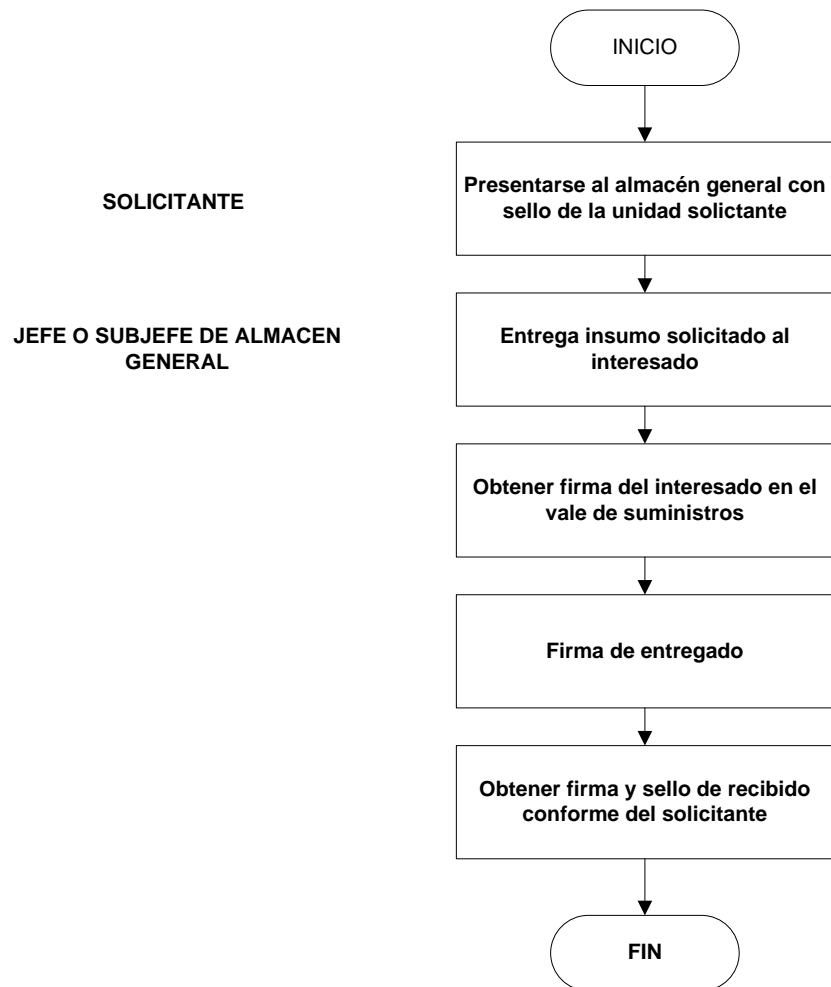 INICIO
SOLICITANTE
Presentarse al almacén general con
sello de la unidad solictante
JEFE O SUBJEFE DE ALMACEN
GENERAL
Entrega insumo solicitado al
interesado
Obtener firma del interesado en el
vale de suministros
Firma de entregado
Obtener firma y sello de recibido
conforme del solicitante
FIN